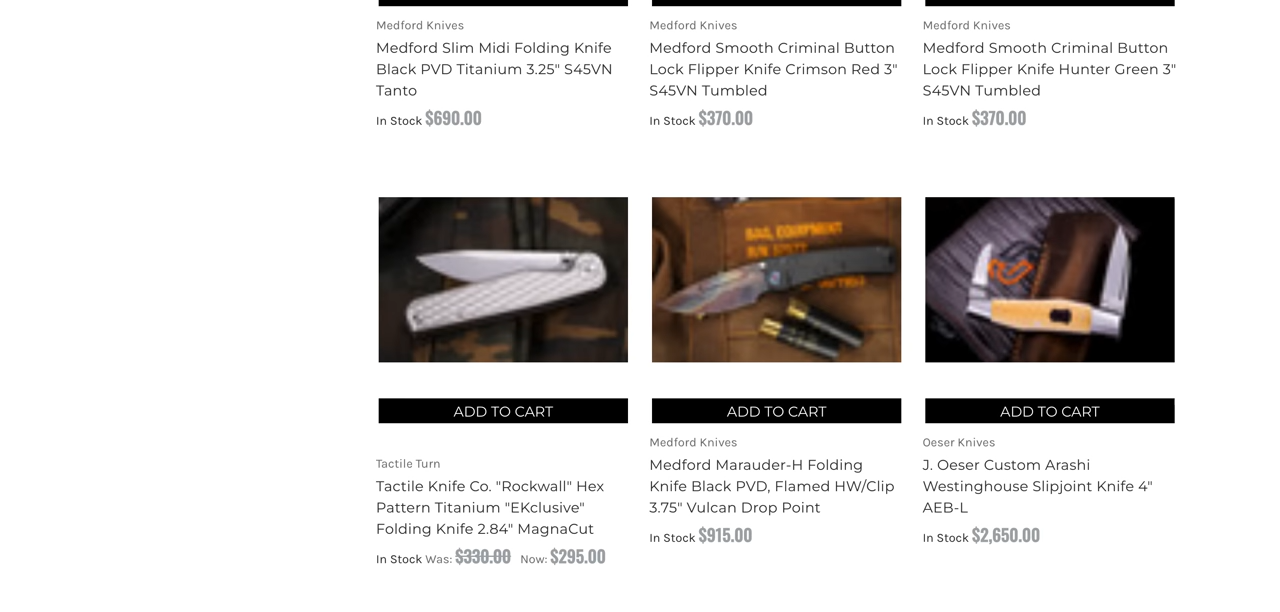 Medford Knives
Medford Slim Midi Folding Knife
Black PVD Titanium 3.25" S45VN
Tanto
In Stock $690.00
Medford Knives
Medford Smooth Criminal Button
Lock Flipper Knife Crimson Red 3"
S45VN Tumbled
In Stock $370.00
Medford Knives
Medford Smooth Criminal Button
Lock Flipper Knife Hunter Green 3"
S45VN Tumbled
In Stock $370.00
ADD TO CART
Tactile Turn
Tactile Knife Co. "Rockwall" Hex
Pattern Titanium "EKclusive"
Folding Knife 2.84" MagnaCut
In Stock Was: $330.00 Now: $295.00
BAG, EQUIPMENT
ADD TO CART
Medford Knives
Medford Marauder-H Folding
Knife Black PVD, Flamed HW/Clip
3.75" Vulcan Drop Point
In Stock $915.00
ADD TO CART
Oeser Knives
J. Oeser Custom Arashi
Westinghouse Slipjoint Knife 4"
AEB-L
In Stock $2,650.00